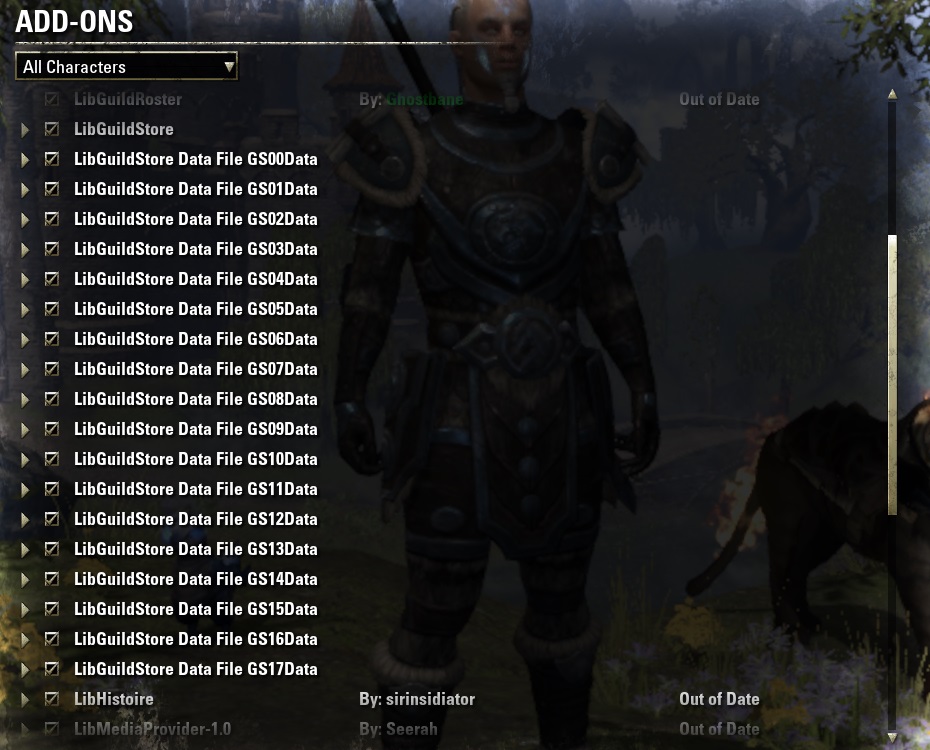 ADD-ONS
All Characters
LibGuildRoster By: Ghostbane Out of Date
LibGuildStore
LibGuildStore Data File GS00Data
LibGuildStore Data File GS01Data
LibGuildStore Data File GS02Data
LibGuildStore Data File GS03Data
LibGuildStore Data File GS04Data
LibGuildStore Data File GS05Data
LibGuildStore Data File GS06Data
LibGuildStore Data File GS07Data
LibGuildStore Data File GS08Data
LibGuildStore Data File GS09Data
LibGuildStore Data File GS10Data
LibGuildStore Data File GS11Data
LibGuildStore Data File GS12Data
LibGuildStore Data File GS13Data
LibGuildStore Data File GS14Data
LibGuildStore Data File GS15Data
LibGuildStore Data File GS16Data
LibGuildStore Data File GS17Data
LibHistoire By: sirinsidiator Out of Date
LibMediaProvider-1.0 By: Seerah Out of Date